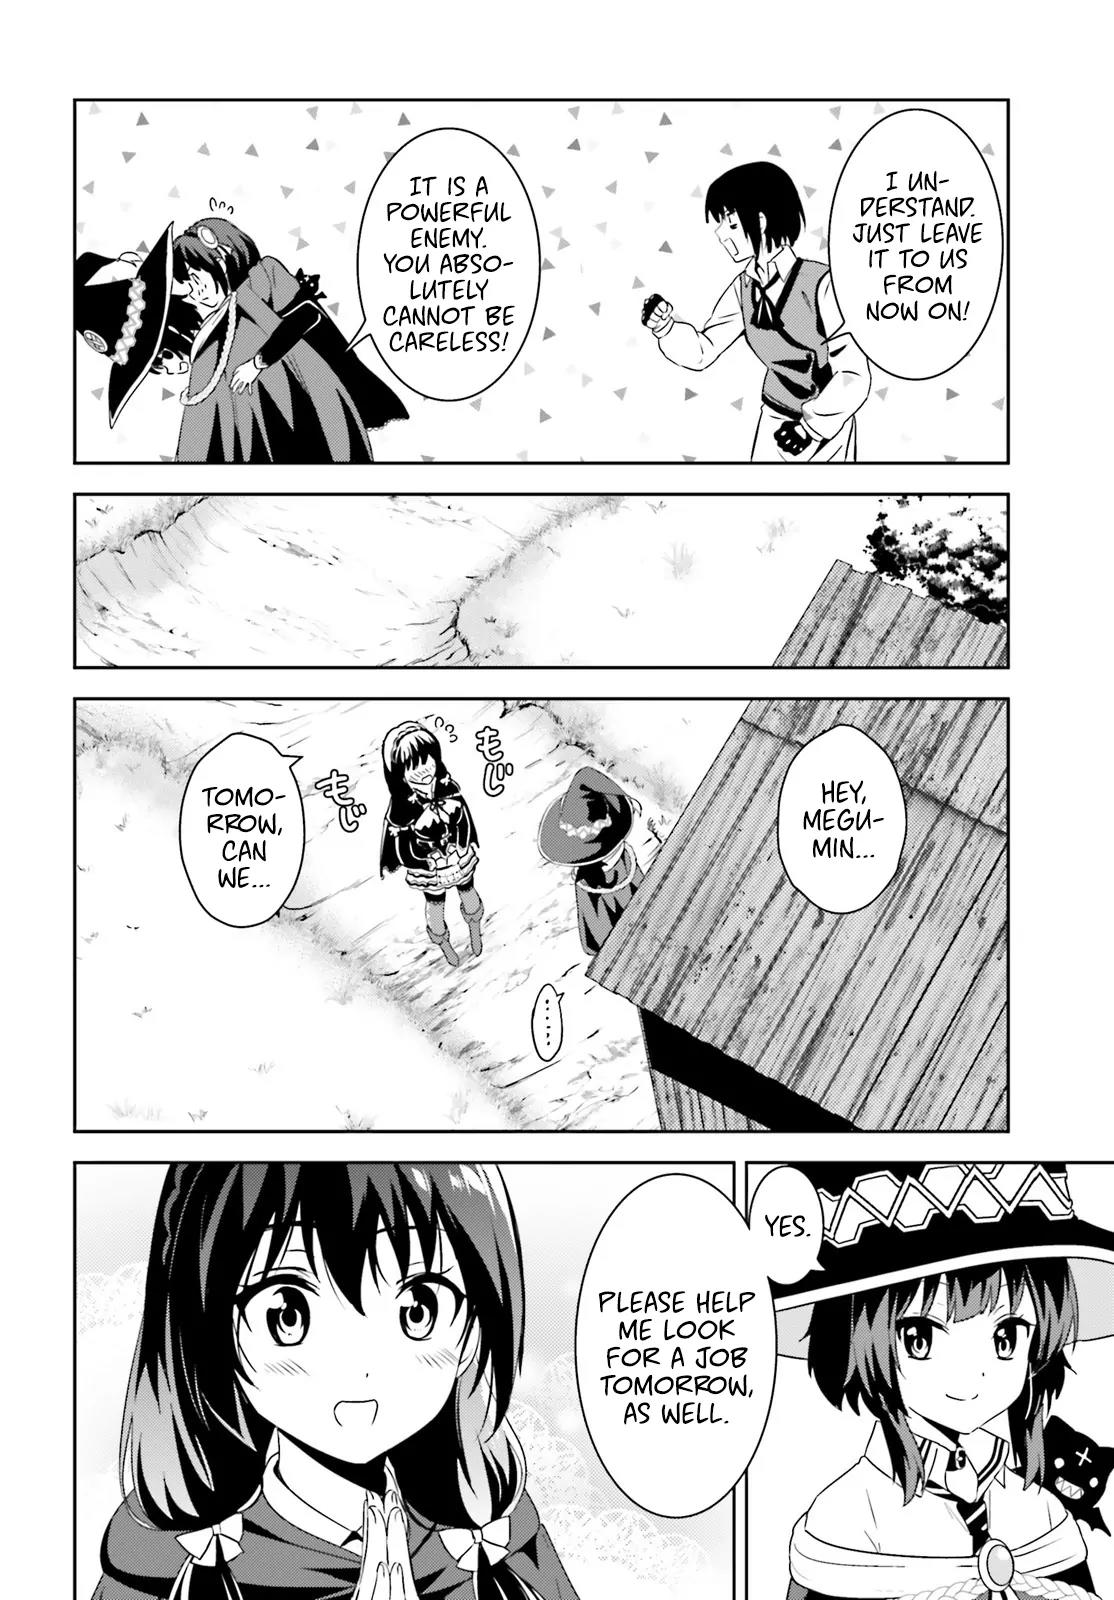 I UN-
DERSTAND.
JUST LEAVE
IT TO US
FROM
NOW ON!
IT IS A
POWERFUL
ENEMY.
YOU ABSO-
LUTELY
CANNOT BE
CARELESS!
HEY,
MEGU-
MIN...
もじ
もじ
TOMO-
RROW,
CAN
WE...
......
YES.
PLEASE HELP
ME LOOK
FOR A JOB
TOMORROW,
AS WELL.